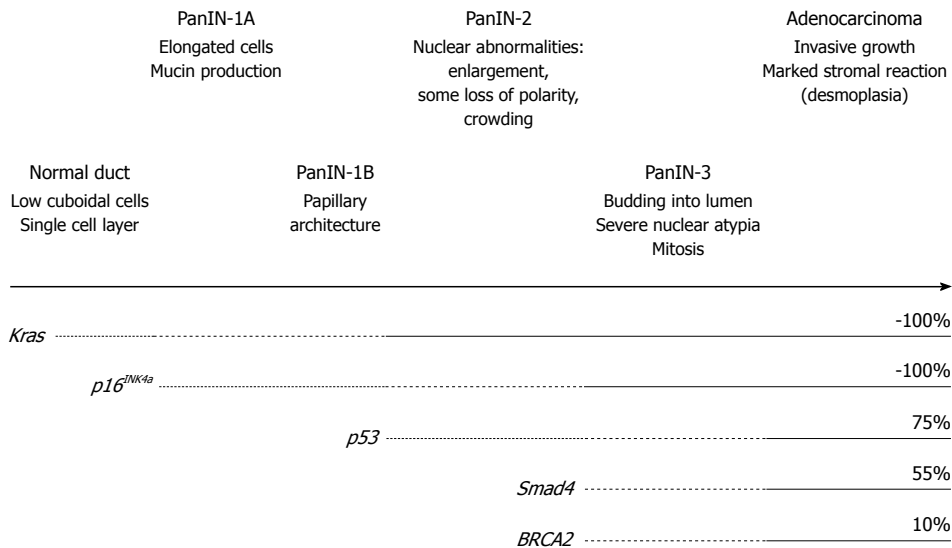 PanIN-1A
Elongated cells
Mucin production
PanIN-2
Nuclear abnormalities:
enlargement,
some loss of polarity,
crowding
Adenocarcinoma
Invasive growth
Marked stromal reaction
(desmoplasia)
Normal duct
Low cuboidal cells
Single cell layer
PanIN-1B
Papillary
architecture
PanIN-3
Budding into lumen
Severe nuclear atypia
Mitosis
Kras -100%
p16^INK4a -100%
p53 75%
Smad4 55%
BRCA2 10%